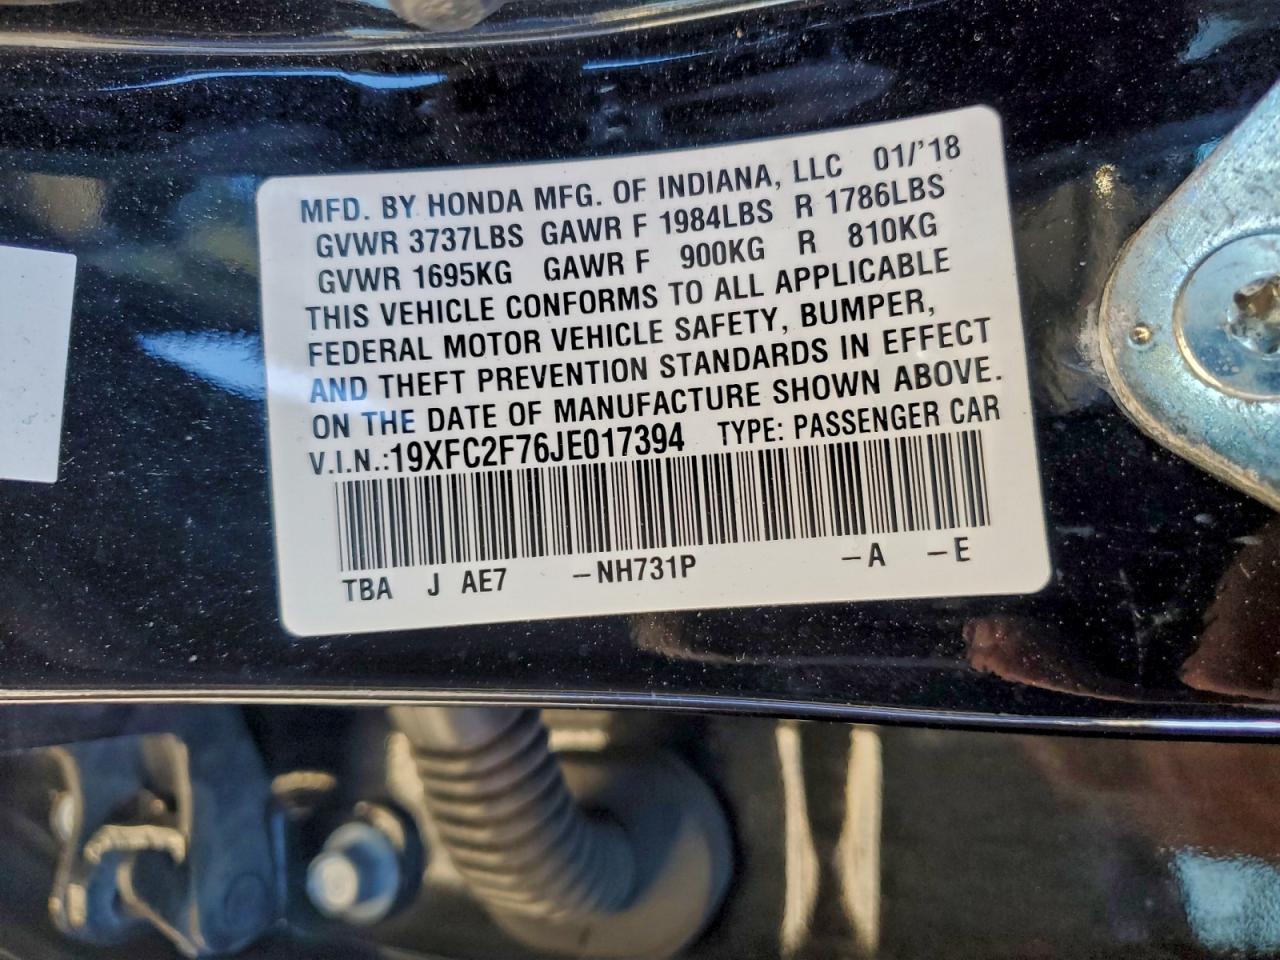 MFD. BY HONDA MFG. OF INDIANA, LLC 01/'18
GVWR 3737LBS GAWR F 1984LBS R 1786LBS
GVWR 1695KG GAWR F 900KG R 810KG
THIS VEHICLE CONFORMS TO ALL APPLICABLE
FEDERAL MOTOR VEHICLE SAFETY, BUMPER,
AND THEFT PREVENTION STANDARDS IN EFFECT
ON THE DATE OF MANUFACTURE SHOWN ABOVE.
V.I.N.:19XFC2F76JE017394 TYPE: PASSENGER CAR
TBA J AE7 -NH731P -A -E